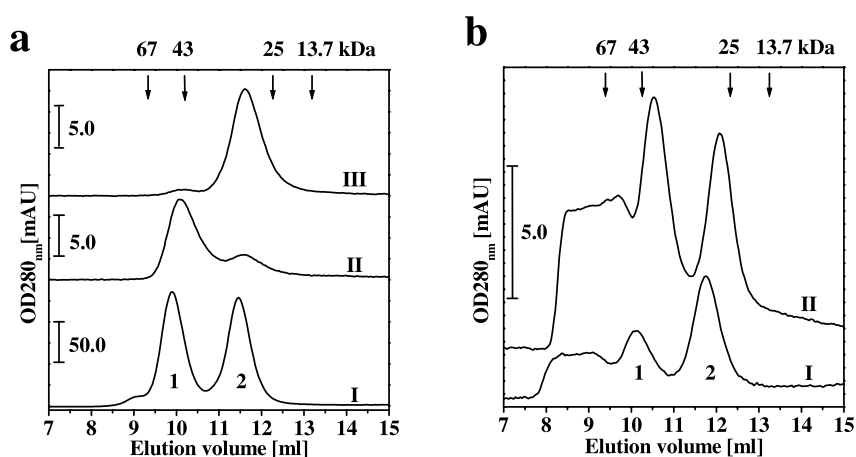 a
67 43 25 13.7 kDa
5.0
III
5.0
II
50.0
1 2 I
OD280nm[mAU]
7 8 9 10 11 12 13 14 15
Elution volume [ml]
b
67 43 25 13.7 kDa
5.0
II
1 2 I
OD280nm [mAU]
7 8 9 10 11 12 13 14 15
Elution volume [ml]